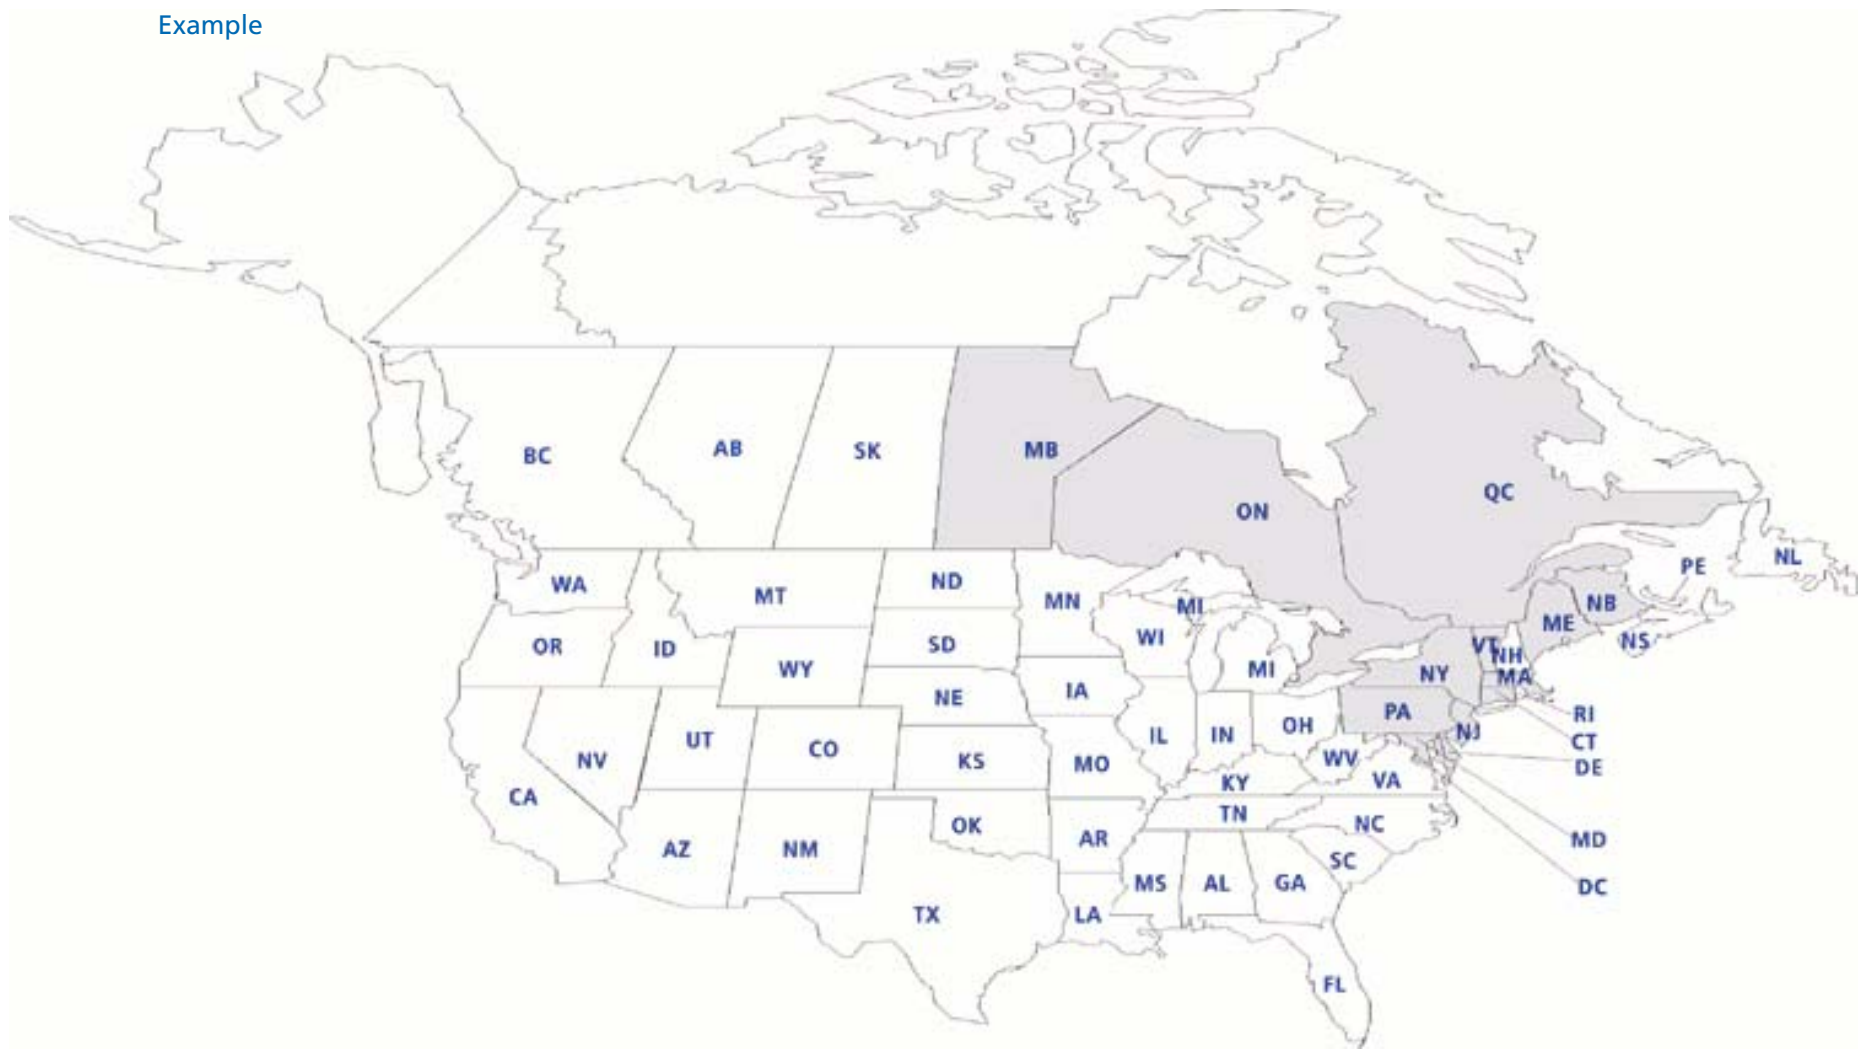 Example
BC
AB
SK
MB
ON
QC
NL
PE
NB
NS
WA
MT
ND
MN
MI
WI
ME
VT
NH
MA
OR
ID
WY
SD
MI
NY
NE
IA
PA
RI
NV
UT
CO
KS
MO
IL
IN
OH
WV
NJ
CT
DE
CA
KY
VA
AZ
NM
OK
AR
TN
NC
MD
MS
AL
GA
SC
DC
TX
LA
FL